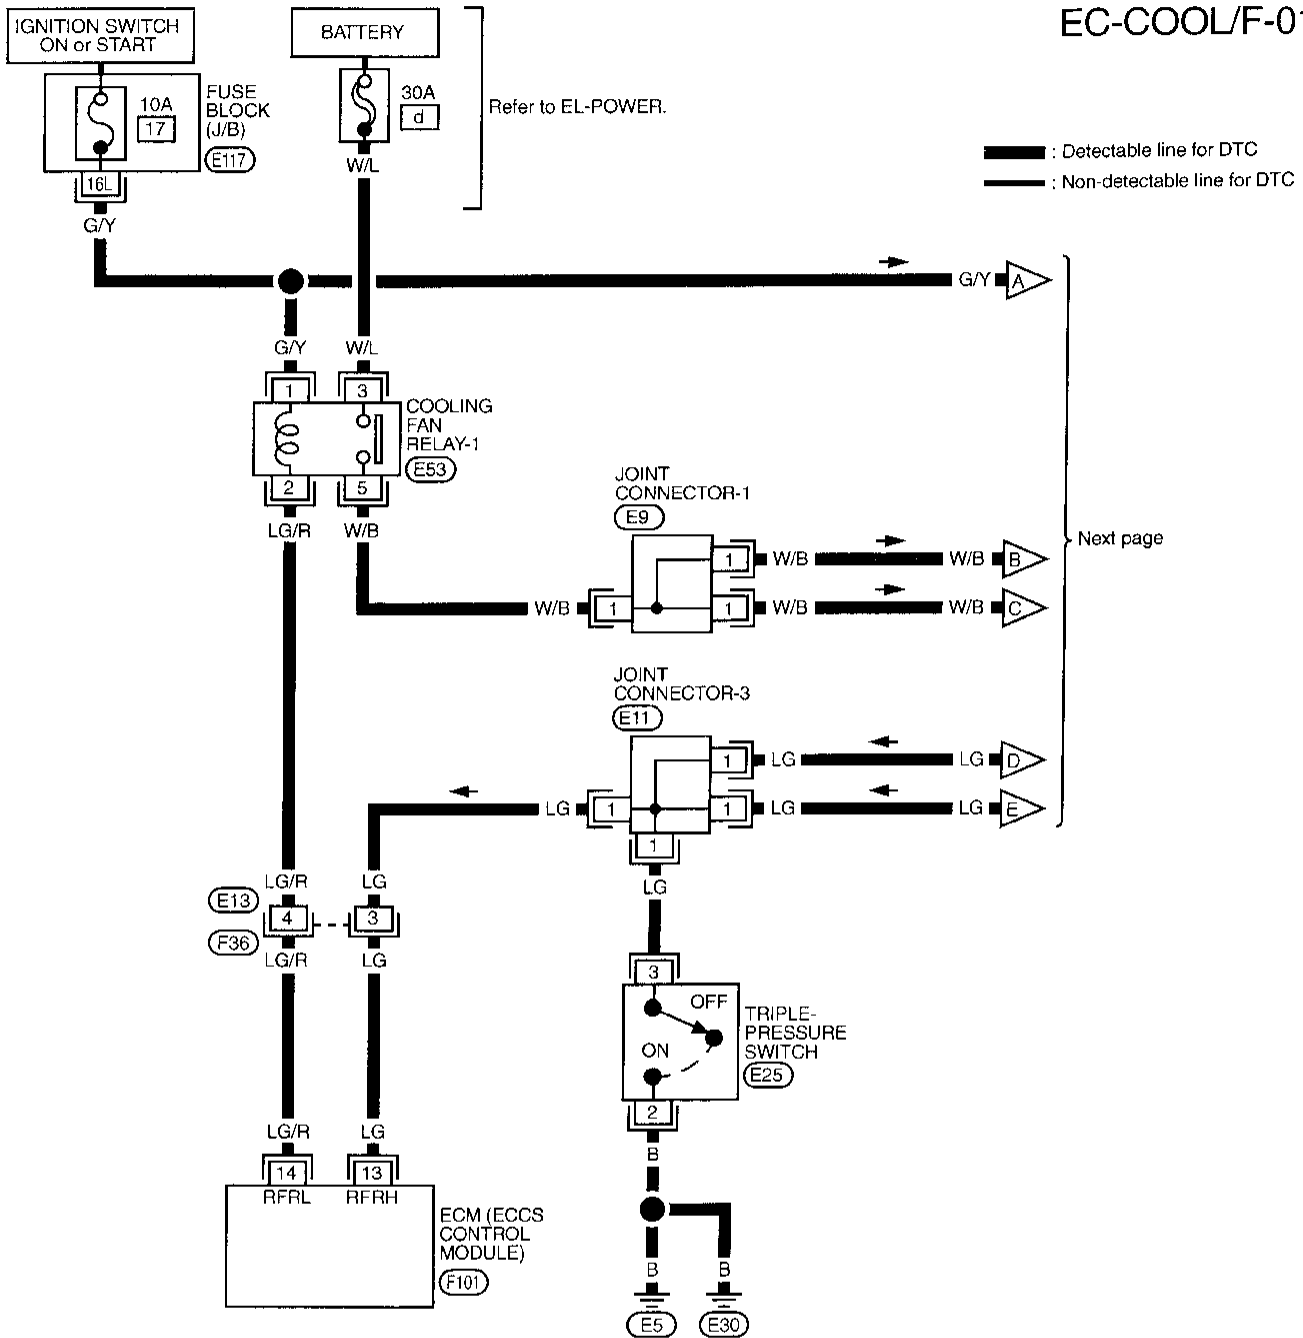 EC-COOL/F-01
IGNITION SWITCH
ON or START
BATTERY
10A
17
FUSE
BLOCK
(J/B)
E117
30A
d
Refer to EL-POWER.
: Detectable line for DTC
: Non-detectable line for DTC
16L
G/Y
W/L
G/Y
A
G/Y
W/L
1
3
COOLING
FAN
RELAY-1
E53
2
5
LG/R
W/B
JOINT
CONNECTOR-1
E9
1
W/B
W/B
B
W/B
1
1
W/B
W/B
C
Next page
JOINT
CONNECTOR-3
E11
1
LG
LG
D
LG
1
1
LG
LG
E
1
LG
LG/R
LG
E13
4
3
F36
LG/R
LG
3
OFF
ON
TRIPLE-
PRESSURE
SWITCH
E25
2
B
LG/R
LG
14
13
RFRL
RFRH
ECM (ECCS
CONTROL
MODULE)
F101
B
B
E5
E30